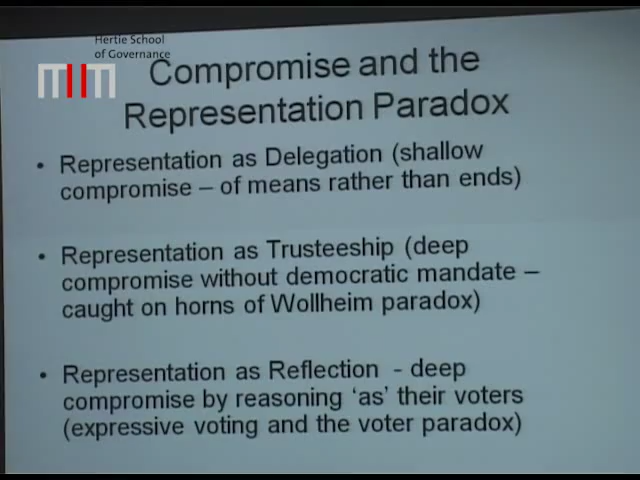 Hertie School
of Governance
Compromise and the
Representation Paradox
• Representation as Delegation (shallow
compromise – of means rather than ends)
• Representation as Trusteeship (deep
compromise without democratic mandate –
caught on horns of Wollheim paradox)
• Representation as Reflection - deep
compromise by reasoning ‘as’ their voters
(expressive voting and the voter paradox)